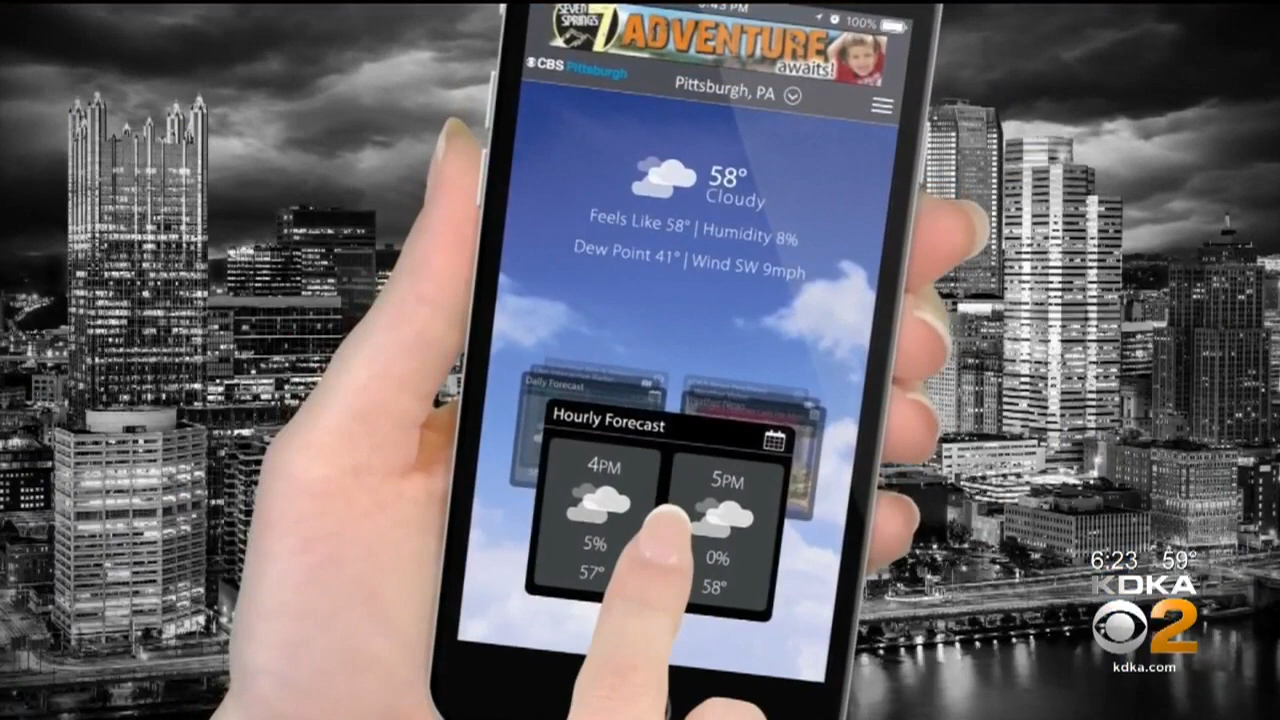 SEVEN SPRINGS
7 ADVENTURE
awaits!
100%
CBS Pittsburgh
Pittsburgh, PA
58°
Cloudy
Feels Like 58° | Humidity 8%
Dew Point 41° | Wind SW 9mph
Daily Forecast
Hourly Forecast
4PM
5%
57°
5PM
0%
58°
6:23 59°
KDKA
2
kdka.com